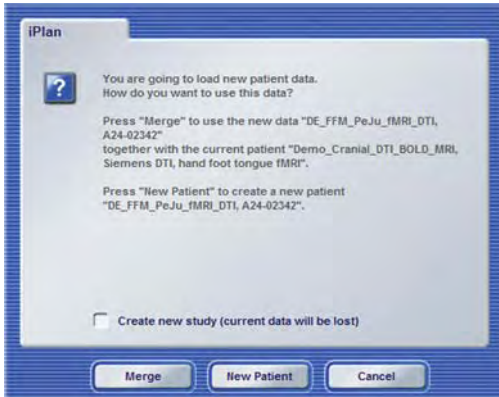 iPlan
?
You are going to load new patient data.
How do you want to use this data?
Press "Merge" to use the new data "DE_FFM_PeJu_fMRI_DTI,
A24-02342"
together with the current patient "Demo_Cranial_DTI_BOLD_MRI,
Siemens DTI, hand foot tongue fMRI".
Press "New Patient" to create a new patient
"DE_FFM_PeJu_fMRI_DTI, A24-02342".
Create new study (current data will be lost)
Merge
New Patient
Cancel